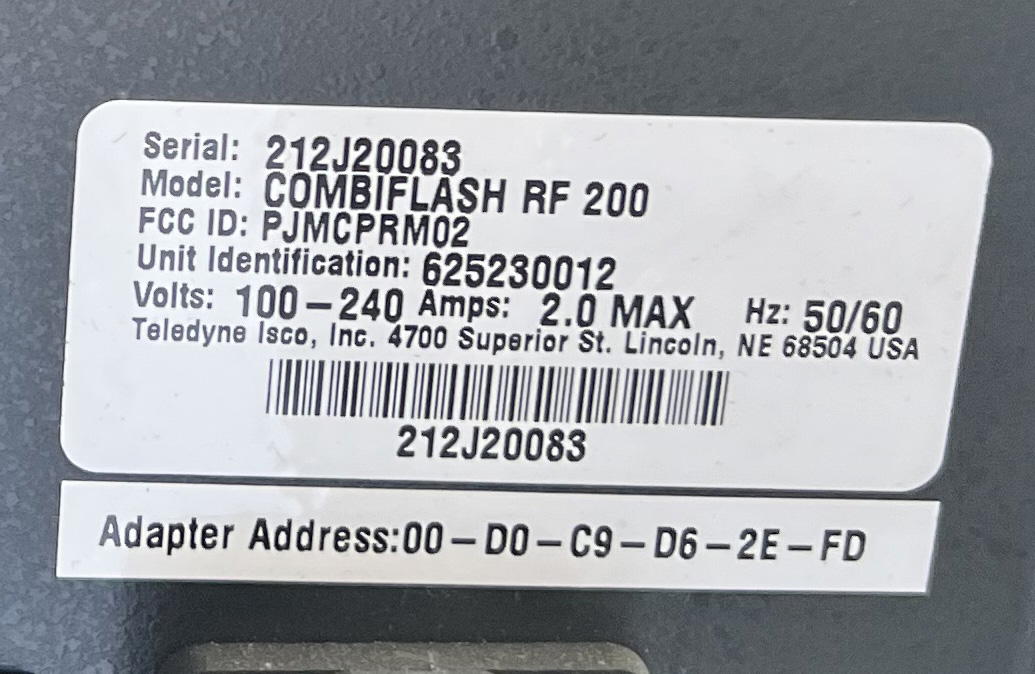 Serial: 212J20083
Model: COMBIFLASH RF 200
FCC ID: PJMCPRM02
Unit Identification: 625230012
Volts: 100-240 Amps: 2.0 MAX Hz: 50/60
Teledyne Isco, Inc. 4700 Superior St. Lincoln, NE 68504 USA
212J20083
Adapter Address:00-D0-C9-D6-2E-FD